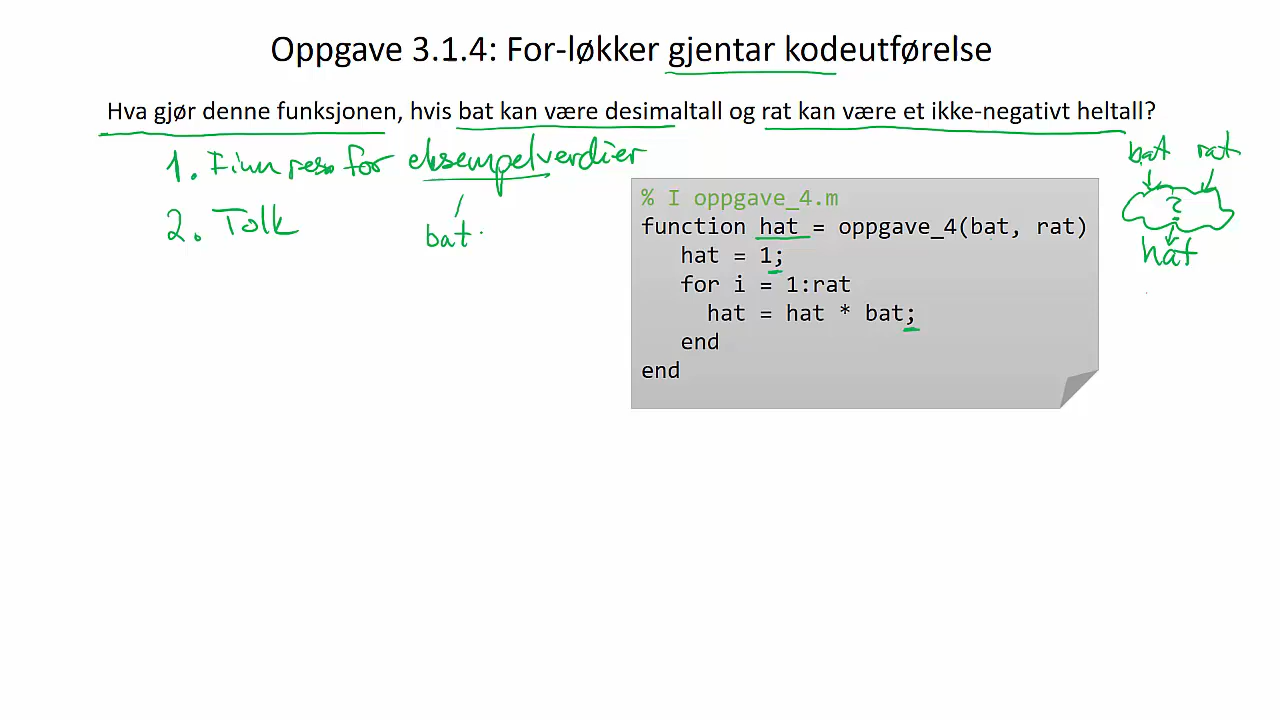 Oppgave 3.1.4: For-løkker gjentar kodeutførelse
Hva gjør denne funksjonen, hvis bat kan være desimaltall og rat kan være et ikke-negativt heltall?
1. Finn res. for eksempelverdier
2. Tolk
bat
% I oppgave_4.m
function hat = oppgave_4(bat, rat)
hat = 1;
for i = 1:rat
hat = hat * bat;
end
end
bat rat
?
hat